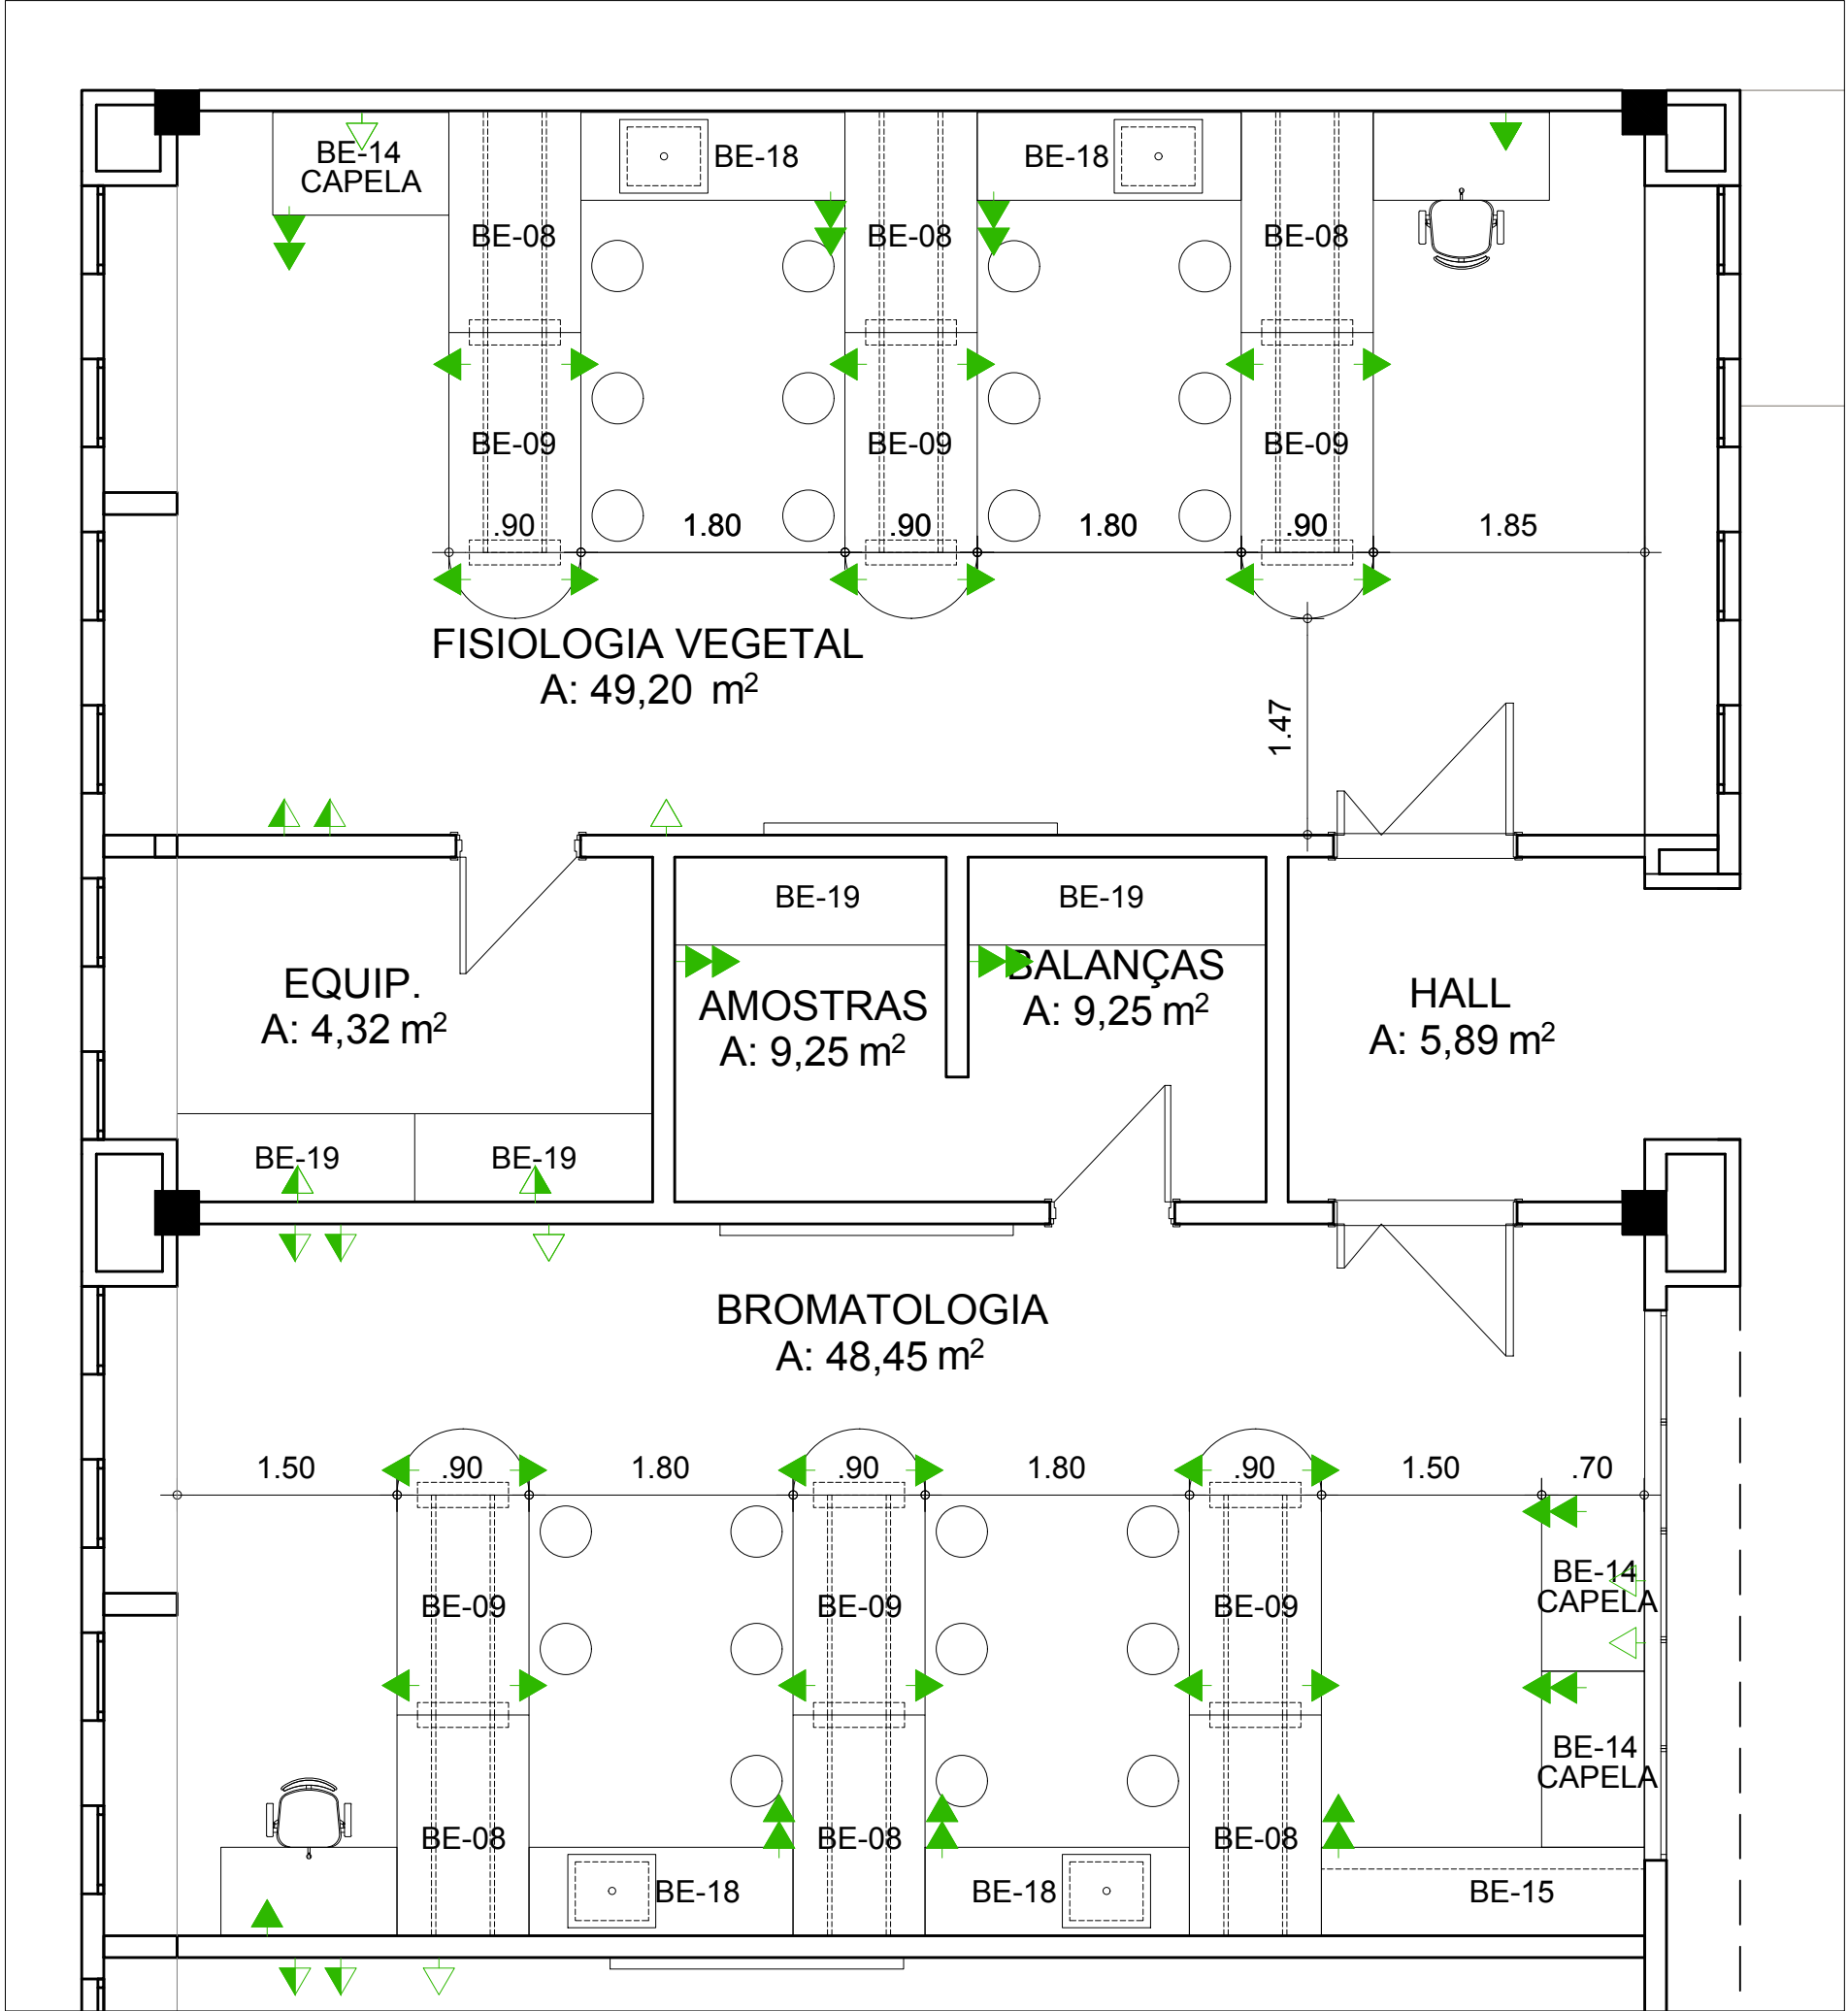 BE-14
CAPELA
BE-18
BE-18
BE-08
BE-08
BE-08
BE-09
BE-09
BE-09
.90
1.80
.90
1.80
.90
1.85
FISIOLOGIA VEGETAL
A: 49,20 m²
1.47
BE-19
BE-19
EQUIP.
A: 4,32 m²
AMOSTRAS
A: 9,25 m²
BALANÇAS
A: 9,25 m²
HALL
A: 5,89 m²
BE-19
BE-19
BROMATOLOGIA
A: 48,45 m²
1.50
.90
1.80
.90
1.80
.90
1.50
.70
BE-14
CAPELA
BE-09
BE-09
BE-09
BE-14
CAPELA
BE-08
BE-08
BE-08
BE-18
BE-18
BE-15